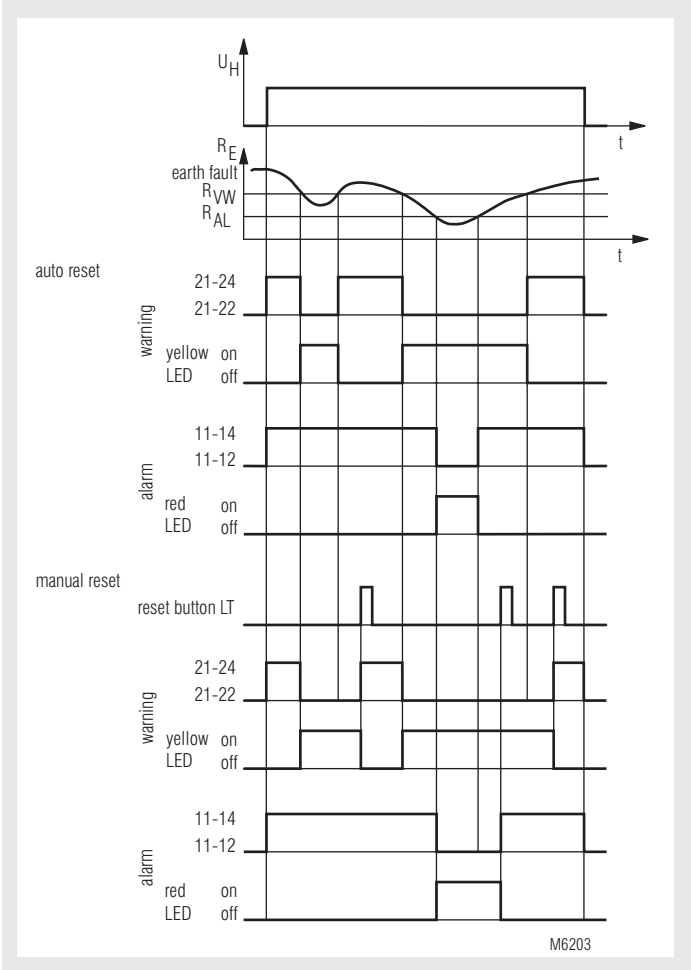 U_H
t
R_E
earth fault
R_VW
R_AL
t
auto reset
warning
21-24
21-22
yellow on
LED off
alarm
11-14
11-12
red on
LED off
manual reset
reset button LT
warning
21-24
21-22
yellow on
LED off
alarm
11-14
11-12
red on
LED off
M6203